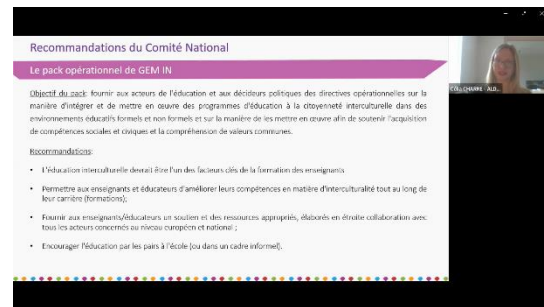 Recommandations du Comité National
Le pack opérationnel de GEM IN
Objectif du pack: fournir aux acteurs de l'éducation et aux décideurs politiques des directives opérationnelles sur la
manière d'intégrer et de mettre en œuvre des programmes d'éducation à la citoyenneté interculturelle dans des
environnements éducatifs formels et non formels et sur la manière de les mettre en œuvre afin de soutenir l'acquisition
de compétences sociales et civiques et la compréhension de valeurs communes.
Recommandations:
• L'éducation interculturelle devrait être l'un des facteurs clés de la formation des enseignants
• Permettre aux enseignants et éducateurs d'améliorer leurs compétences en matière d'interculturalité tout au long de
leur carrière (formations);
• Fournir aux enseignants/éducateurs un soutien et des ressources appropriés, élaborés en étroite collaboration avec
tous les acteurs concernés au niveau européen et national ;
• Encourager l'éducation par les pairs à l'école (ou dans un cadre informel).